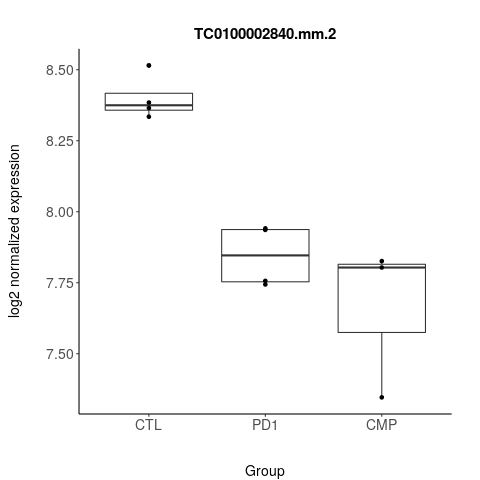 TC0100002840.mm.2
log2 normalized expression
8.50
8.25
8.00
7.75
7.50
CTL PD1 CMP
Group